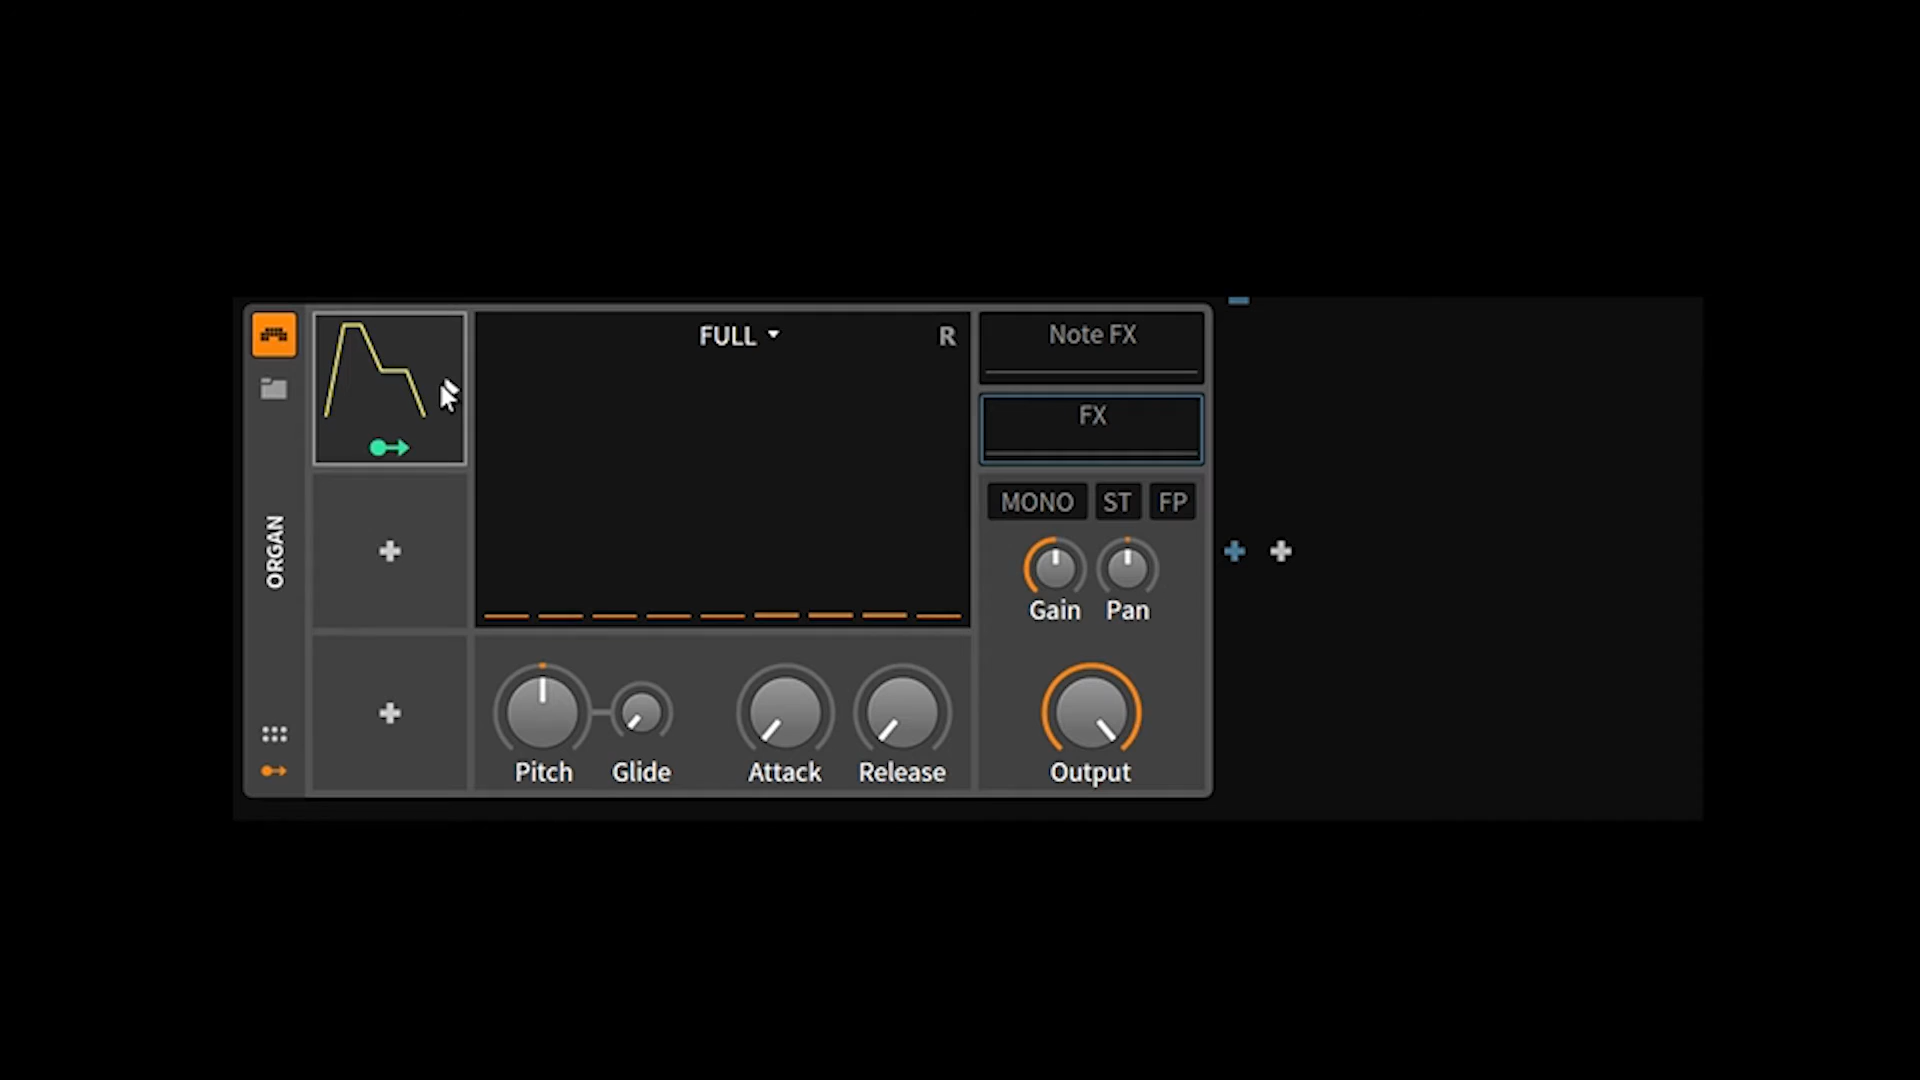 FULL
R
Note FX
FX
MONO
ST
FP
Gain
Pan
ORGAN
Pitch
Glide
Attack
Release
Output